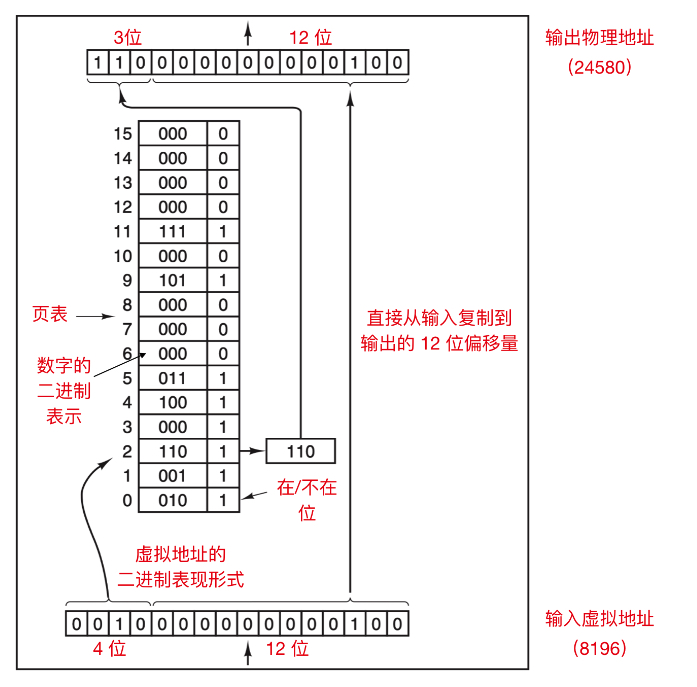 3位 12 位
输出物理地址
(24580)
1 1 0 0 0 0 0 0 0 0 0 0 1 0 0
15 000 0
14 000 0
13 000 0
12 000 0
11 111 1
10 000 0
9 101 1
8 000 0
7 000 0
6 000 0
5 011 1
4 100 1
3 000 1
2 110 1
1 001 1
0 010 1
页表
数字的
二进制
表示
110
在/不在
位
直接从输入复制到
输出的 12 位偏移量
虚拟地址的
二进制表现形式
0 0 1 0 0 0 0 0 0 0 0 0 0 1 0 0
4 位 12 位
输入虚拟地址
(8196)